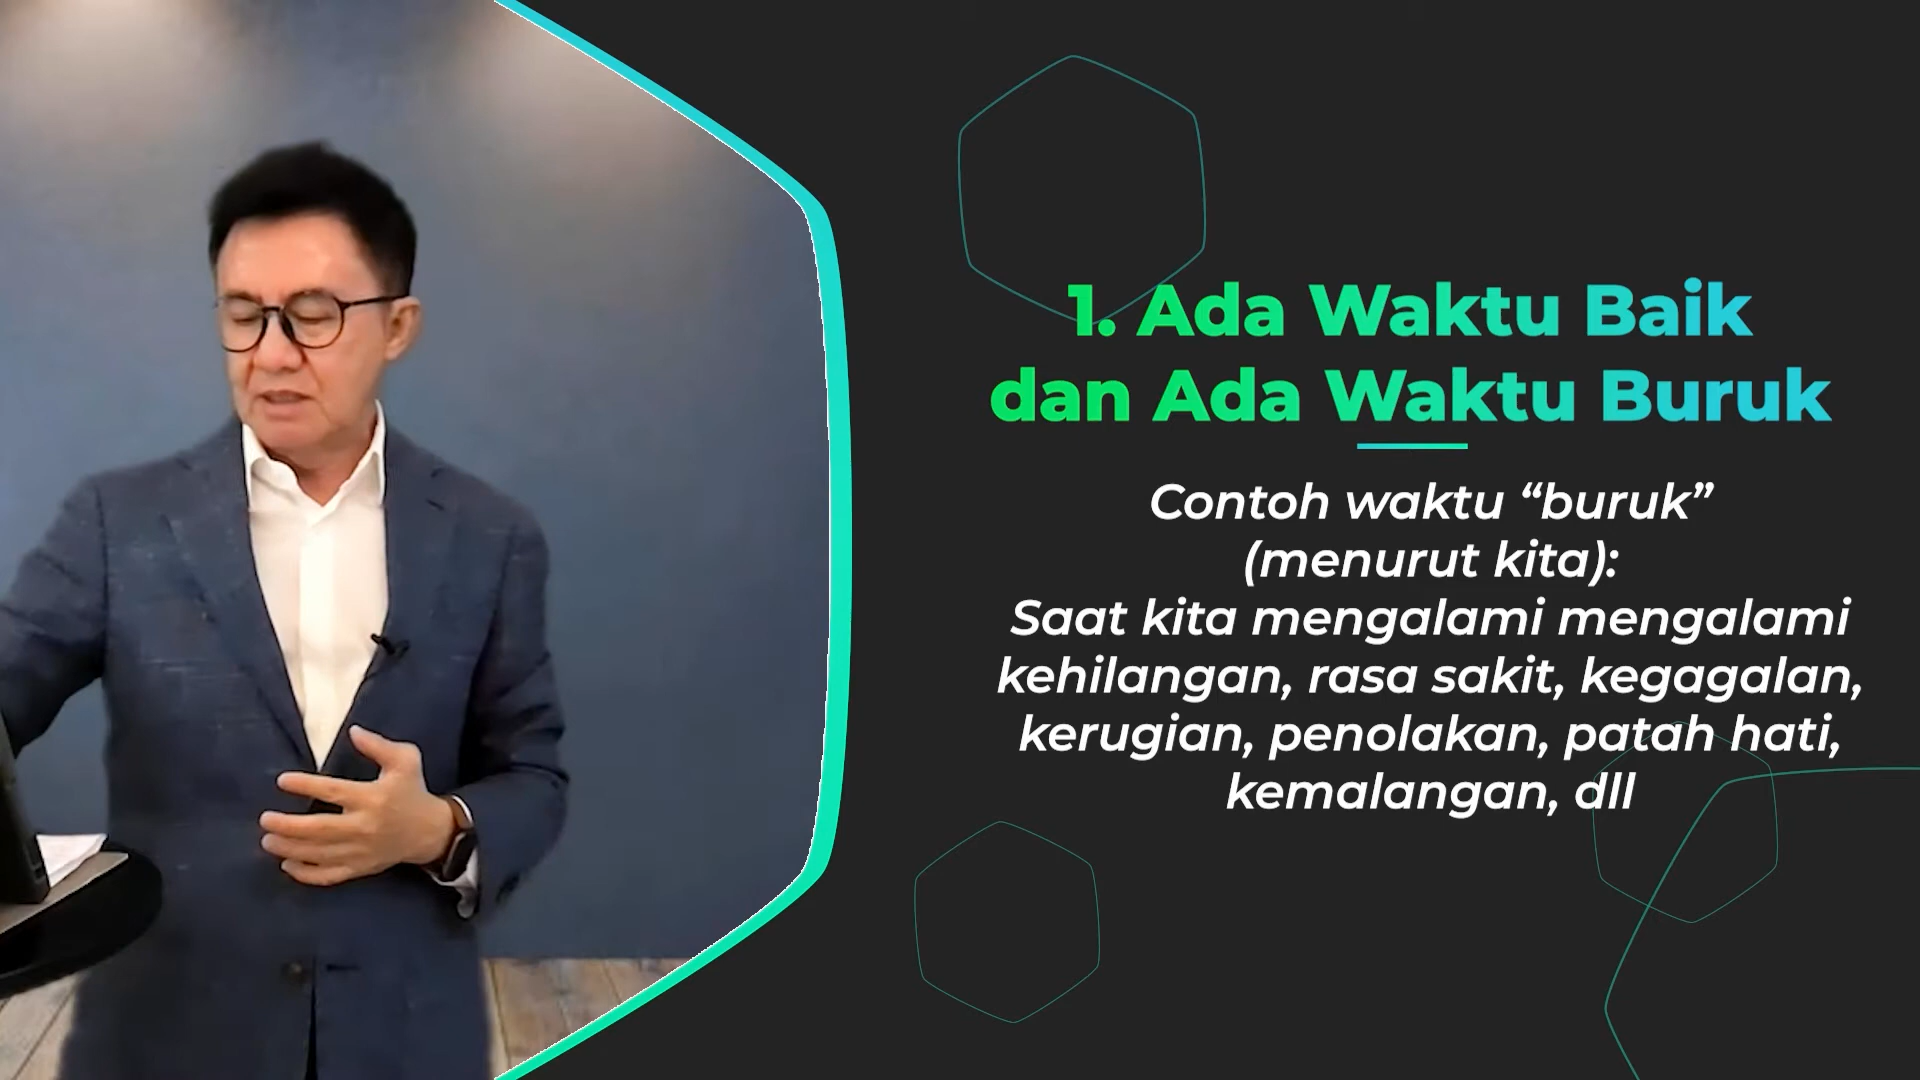 1. Ada Waktu Baik
dan Ada Waktu Buruk
Contoh waktu “buruk”
(menurut kita):
Saat kita mengalami mengalami
kehilangan, rasa sakit, kegagalan,
kerugian, penolakan, patah hati,
kemalangan, dll